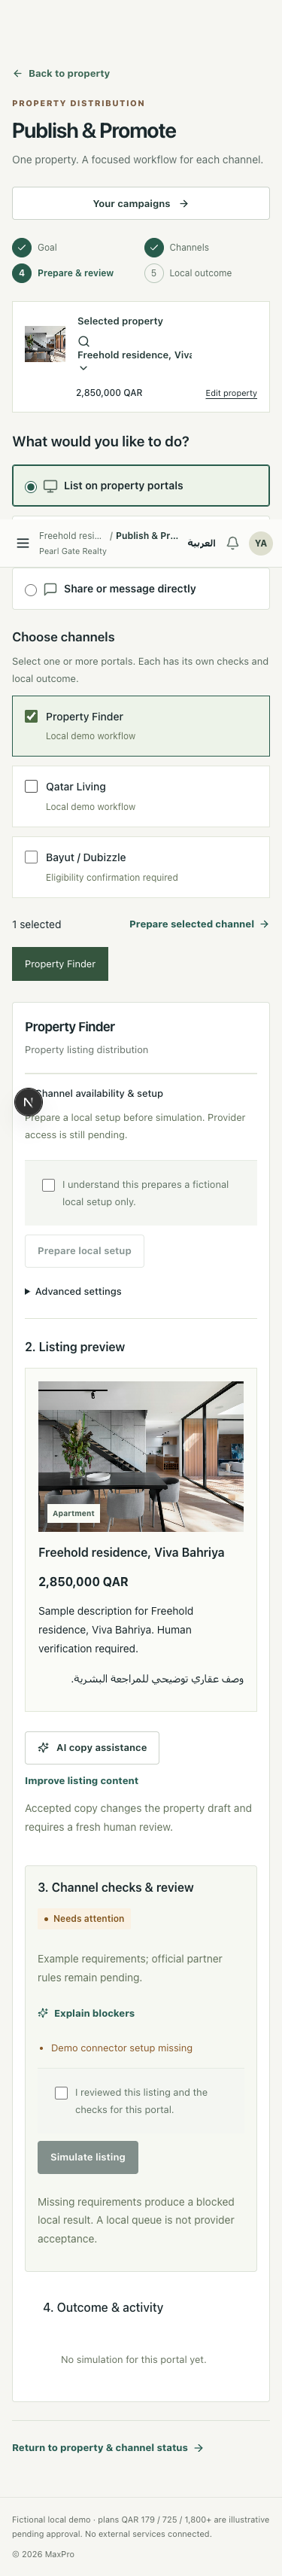 Back to property
PROPERTY DISTRIBUTION
Publish & Promote
One property. A focused workflow for each channel.
Your campaigns
Goal
Channels
4 Prepare & review
5 Local outcome
Selected property
Freehold residence, Viva
2,850,000 QAR
Edit property
What would you like to do?
List on property portals
Freehold resi... / Publish & Pr...
Pearl Gate Realty
العربية
YA
Share or message directly
Choose channels
Select one or more portals. Each has its own checks and
local outcome.
Property Finder
Local demo workflow
Qatar Living
Local demo workflow
Bayut / Dubizzle
Eligibility confirmation required
1 selected
Prepare selected channel
Property Finder
Property Finder
Property listing distribution
Channel availability & setup
N
Prepare a local setup before simulation. Provider
access is still pending.
I understand this prepares a fictional
local setup only.
Prepare local setup
Advanced settings
2. Listing preview
Apartment
Freehold residence, Viva Bahriya
2,850,000 QAR
Sample description for Freehold
residence, Viva Bahriya. Human
verification required.
وصف عقاري توضيحي للمراجعة البشرية.
AI copy assistance
Improve listing content
Accepted copy changes the property draft and
requires a fresh human review.
3. Channel checks & review
Needs attention
Example requirements; official partner
rules remain pending.
Explain blockers
Demo connector setup missing
I reviewed this listing and the
checks for this portal.
Simulate listing
Missing requirements produce a blocked
local result. A local queue is not provider
acceptance.
4. Outcome & activity
No simulation for this portal yet.
Return to property & channel status
Fictional local demo · plans QAR 179 / 725 / 1,800+ are illustrative
pending approval. No external services connected.
© 2026 MaxPro